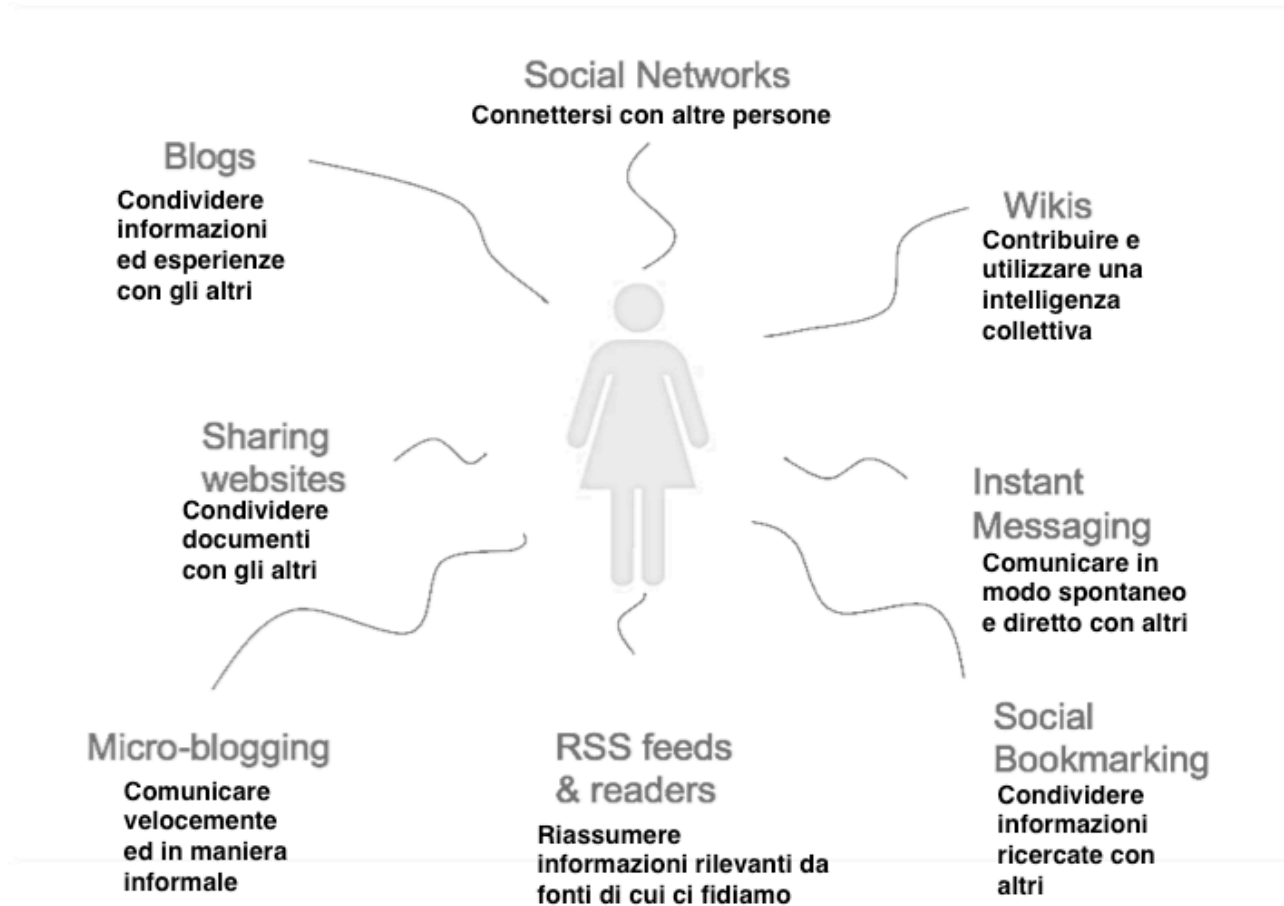 Social Networks
Connettersi con altre persone
Blogs
Condividere
informazioni
ed esperienze
con gli altri
Wikis
Contribuire e
utilizzare una
intelligenza
collettiva
Sharing
websites
Condividere
documenti
con gli altri
Instant
Messaging
Comunicare in
modo spontaneo
e diretto con altri
Micro-blogging
Comunicare
velocemente
ed in maniera
informale
RSS feeds
& readers
Riassumere
informazioni rilevanti da
fonti di cui ci fidiamo
Social
Bookmarking
Condividere
informazioni
ricercate con
altri